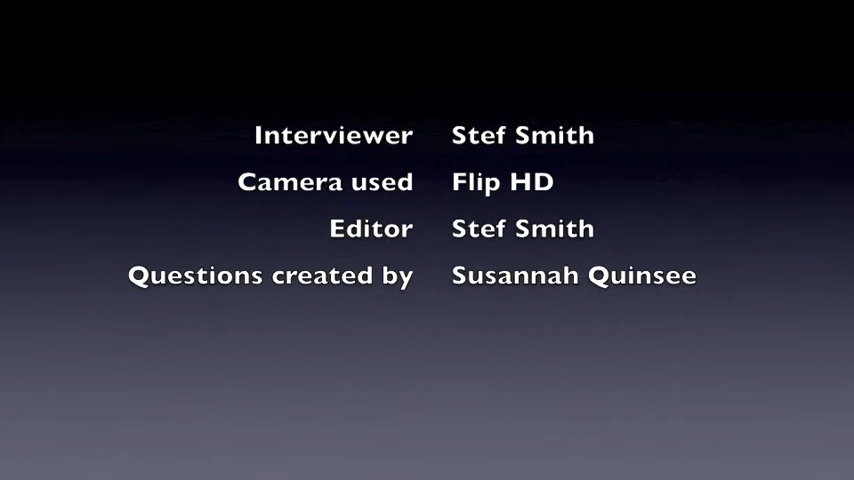 Interviewer Stef Smith
Camera used Flip HD
Editor Stef Smith
Questions created by Susannah Quinsee